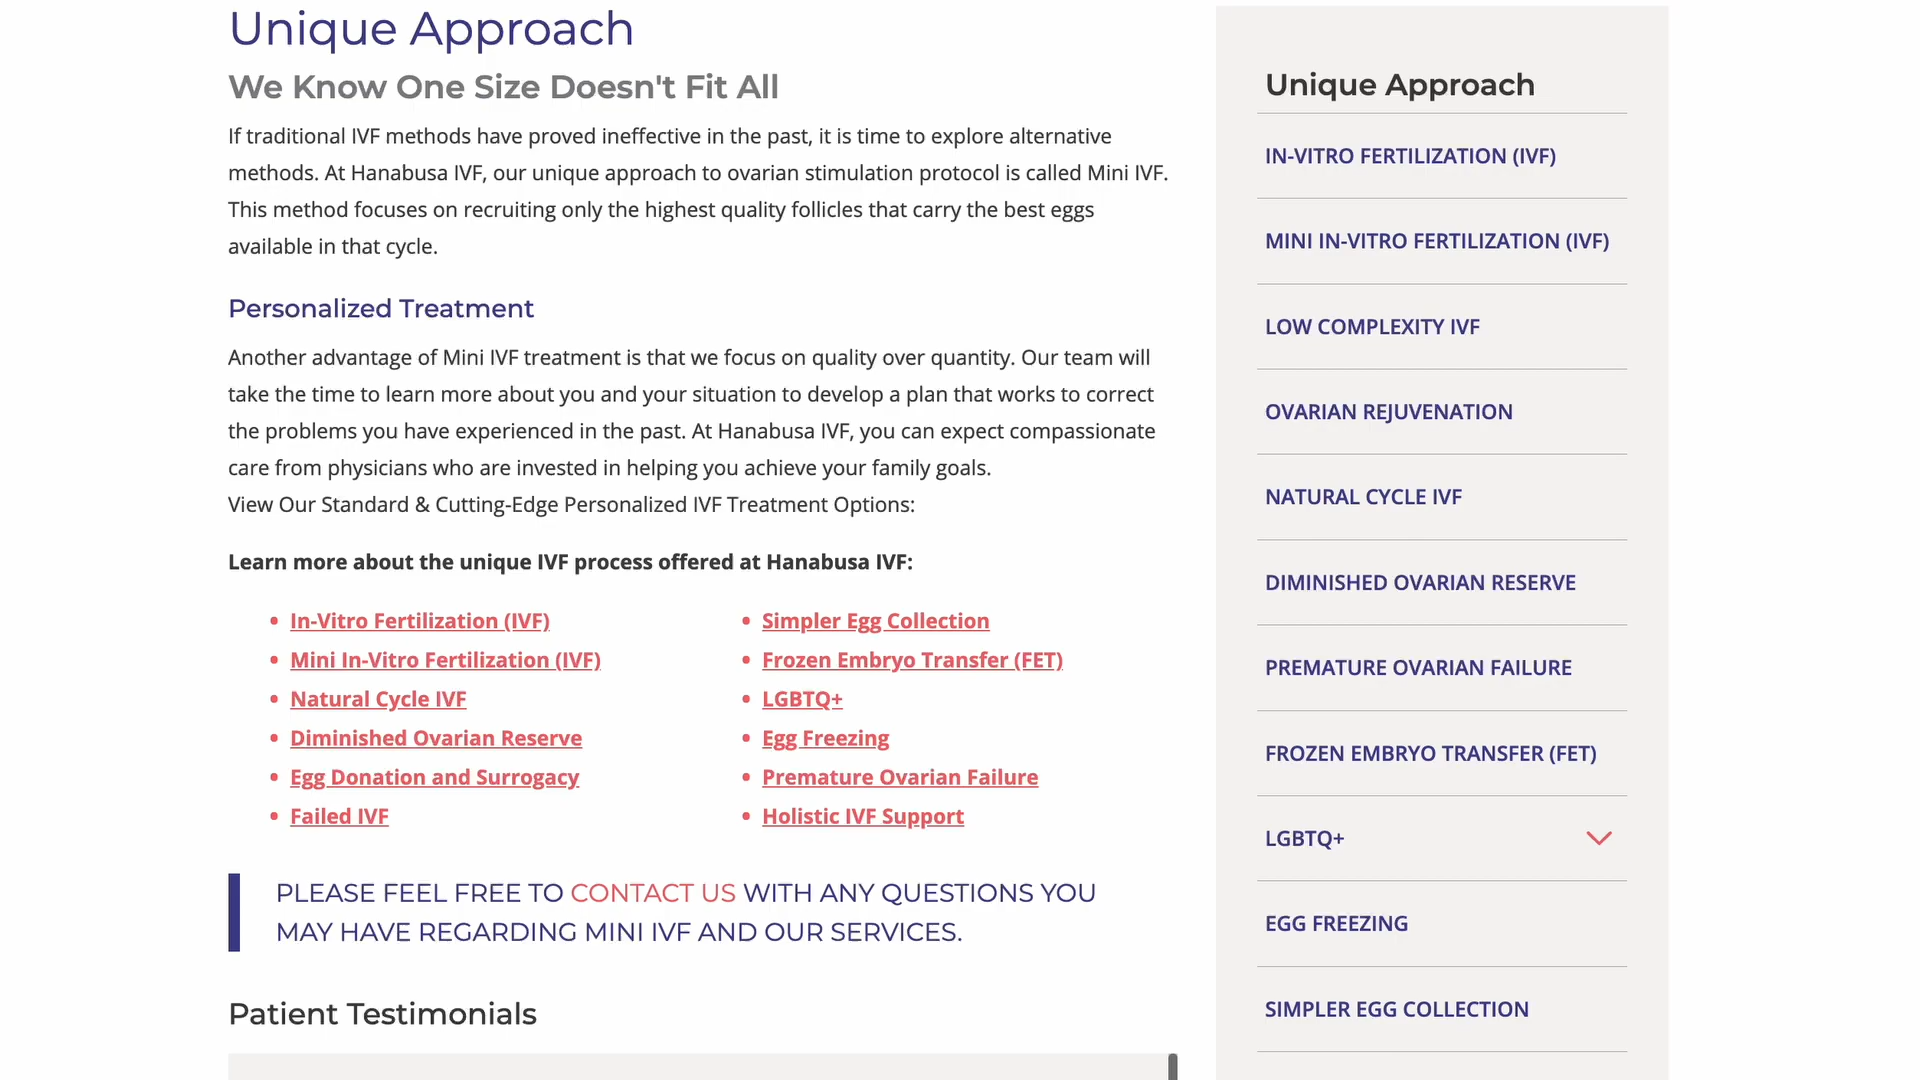 Unique Approach
We Know One Size Doesn't Fit All
If traditional IVF methods have proved ineffective in the past, it is time to explore alternative
methods. At Hanabusa IVF, our unique approach to ovarian stimulation protocol is called Mini IVF.
This method focuses on recruiting only the highest quality follicles that carry the best eggs
available in that cycle.
Personalized Treatment
Another advantage of Mini IVF treatment is that we focus on quality over quantity. Our team will
take the time to learn more about you and your situation to develop a plan that works to correct
the problems you have experienced in the past. At Hanabusa IVF, you can expect compassionate
care from physicians who are invested in helping you achieve your family goals.
View Our Standard & Cutting-Edge Personalized IVF Treatment Options:
Learn more about the unique IVF process offered at Hanabusa IVF:
• In-Vitro Fertilization (IVF)
• Mini In-Vitro Fertilization (IVF)
• Natural Cycle IVF
• Diminished Ovarian Reserve
• Egg Donation and Surrogacy
• Failed IVF
• Simpler Egg Collection
• Frozen Embryo Transfer (FET)
• LGBTQ+
• Egg Freezing
• Premature Ovarian Failure
• Holistic IVF Support
PLEASE FEEL FREE TO CONTACT US WITH ANY QUESTIONS YOU
MAY HAVE REGARDING MINI IVF AND OUR SERVICES.
Patient Testimonials
Unique Approach
IN-VITRO FERTILIZATION (IVF)
MINI IN-VITRO FERTILIZATION (IVF)
LOW COMPLEXITY IVF
OVARIAN REJUVENATION
NATURAL CYCLE IVF
DIMINISHED OVARIAN RESERVE
PREMATURE OVARIAN FAILURE
FROZEN EMBRYO TRANSFER (FET)
LGBTQ+
EGG FREEZING
SIMPLER EGG COLLECTION